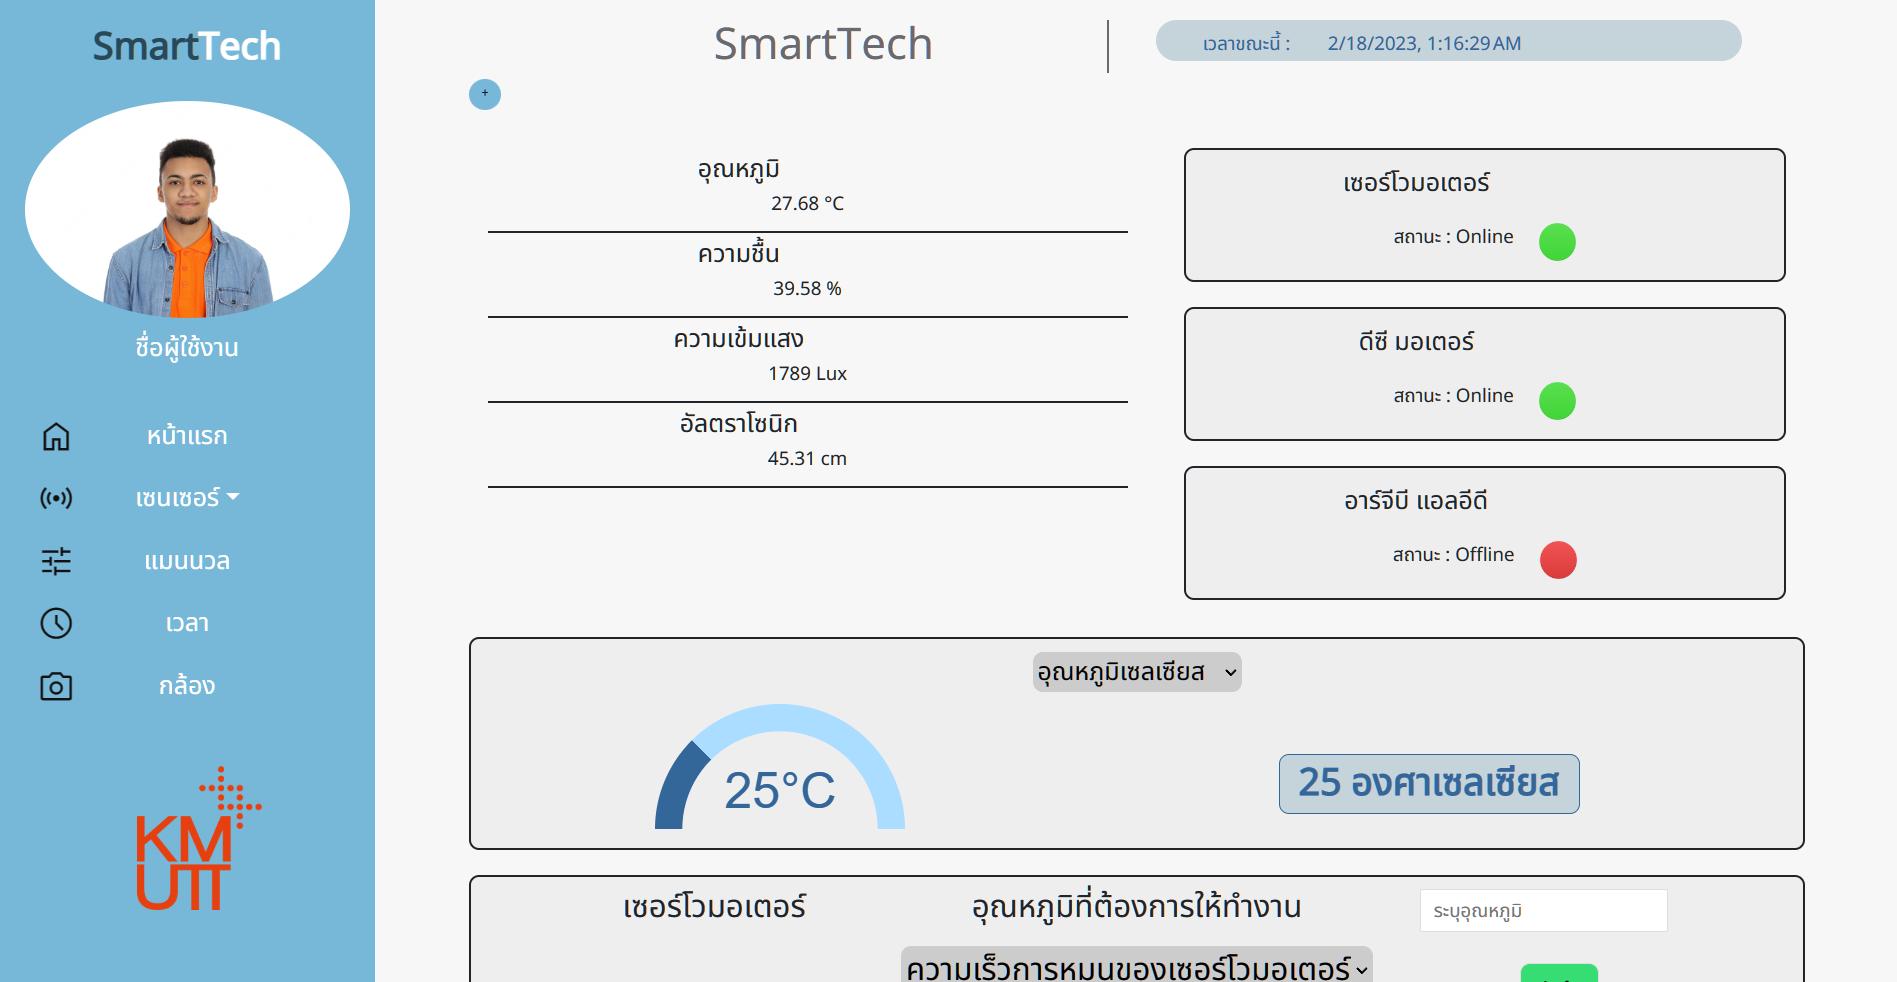 SmartTech
ชื่อผู้ใช้งาน
หน้าแรก
เซนเซอร์
แมนนวล
เวลา
กล้อง
KM
UTT
SmartTech
เวลาขณะนี้ : 2/18/2023, 1:16:29 AM
+
อุณหภูมิ
27.68 °C
ความชื้น
39.58 %
ความเข้มแสง
1789 Lux
อัลตราโซนิก
45.31 cm
เซอร์โวมอเตอร์
สถานะ : Online
ดีซี มอเตอร์
สถานะ : Online
อาร์จีบี แอลอีดี
สถานะ : Offline
อุณหภูมิเซลเซียส
25°C
25 องศาเซลเซียส
เซอร์โวมอเตอร์ อุณหภูมิที่ต้องการให้ทำงาน ระบุอุณหภูมิ
ความเร็วการหมุนของเซอร์โวมอเตอร์